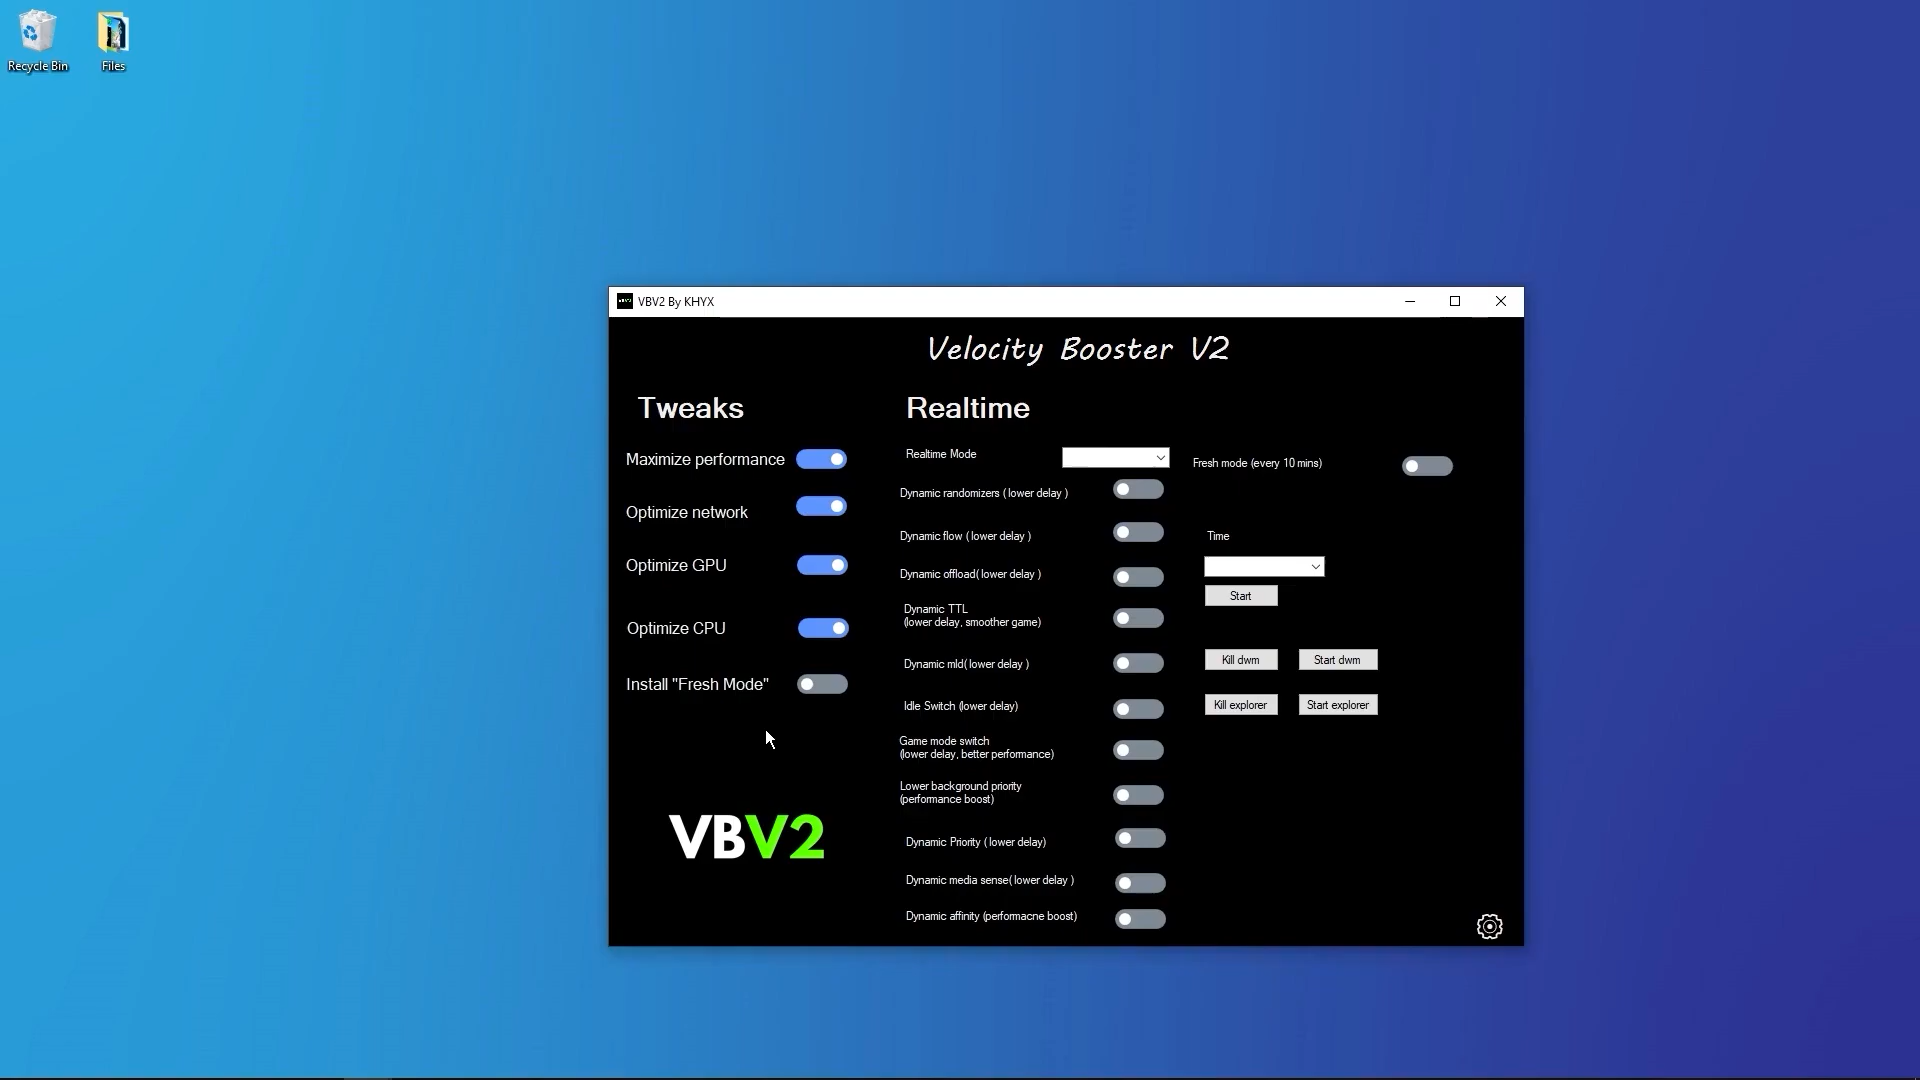 Recycle Bin
Files
VBV2 By KHYX
Velocity Booster V2
Tweaks
Maximize performance
Optimize network
Optimize GPU
Optimize CPU
Install "Fresh Mode"
VBV2
Realtime
Realtime Mode
Dynamic randomizers ( lower delay )
Dynamic flow ( lower delay )
Dynamic offload( lower delay )
Dynamic TTL
(lower delay, smoother game)
Dynamic mld( lower delay )
Idle Switch (lower delay)
Game mode switch
(lower delay, better performance)
Lower background priority
(performance boost)
Dynamic Priority ( lower delay)
Dynamic media sense( lower delay )
Dynamic affinity (performacne boost)
Fresh mode (every 10 mins)
Time
Start
Kill dwm
Start dwm
Kill explorer
Start explorer